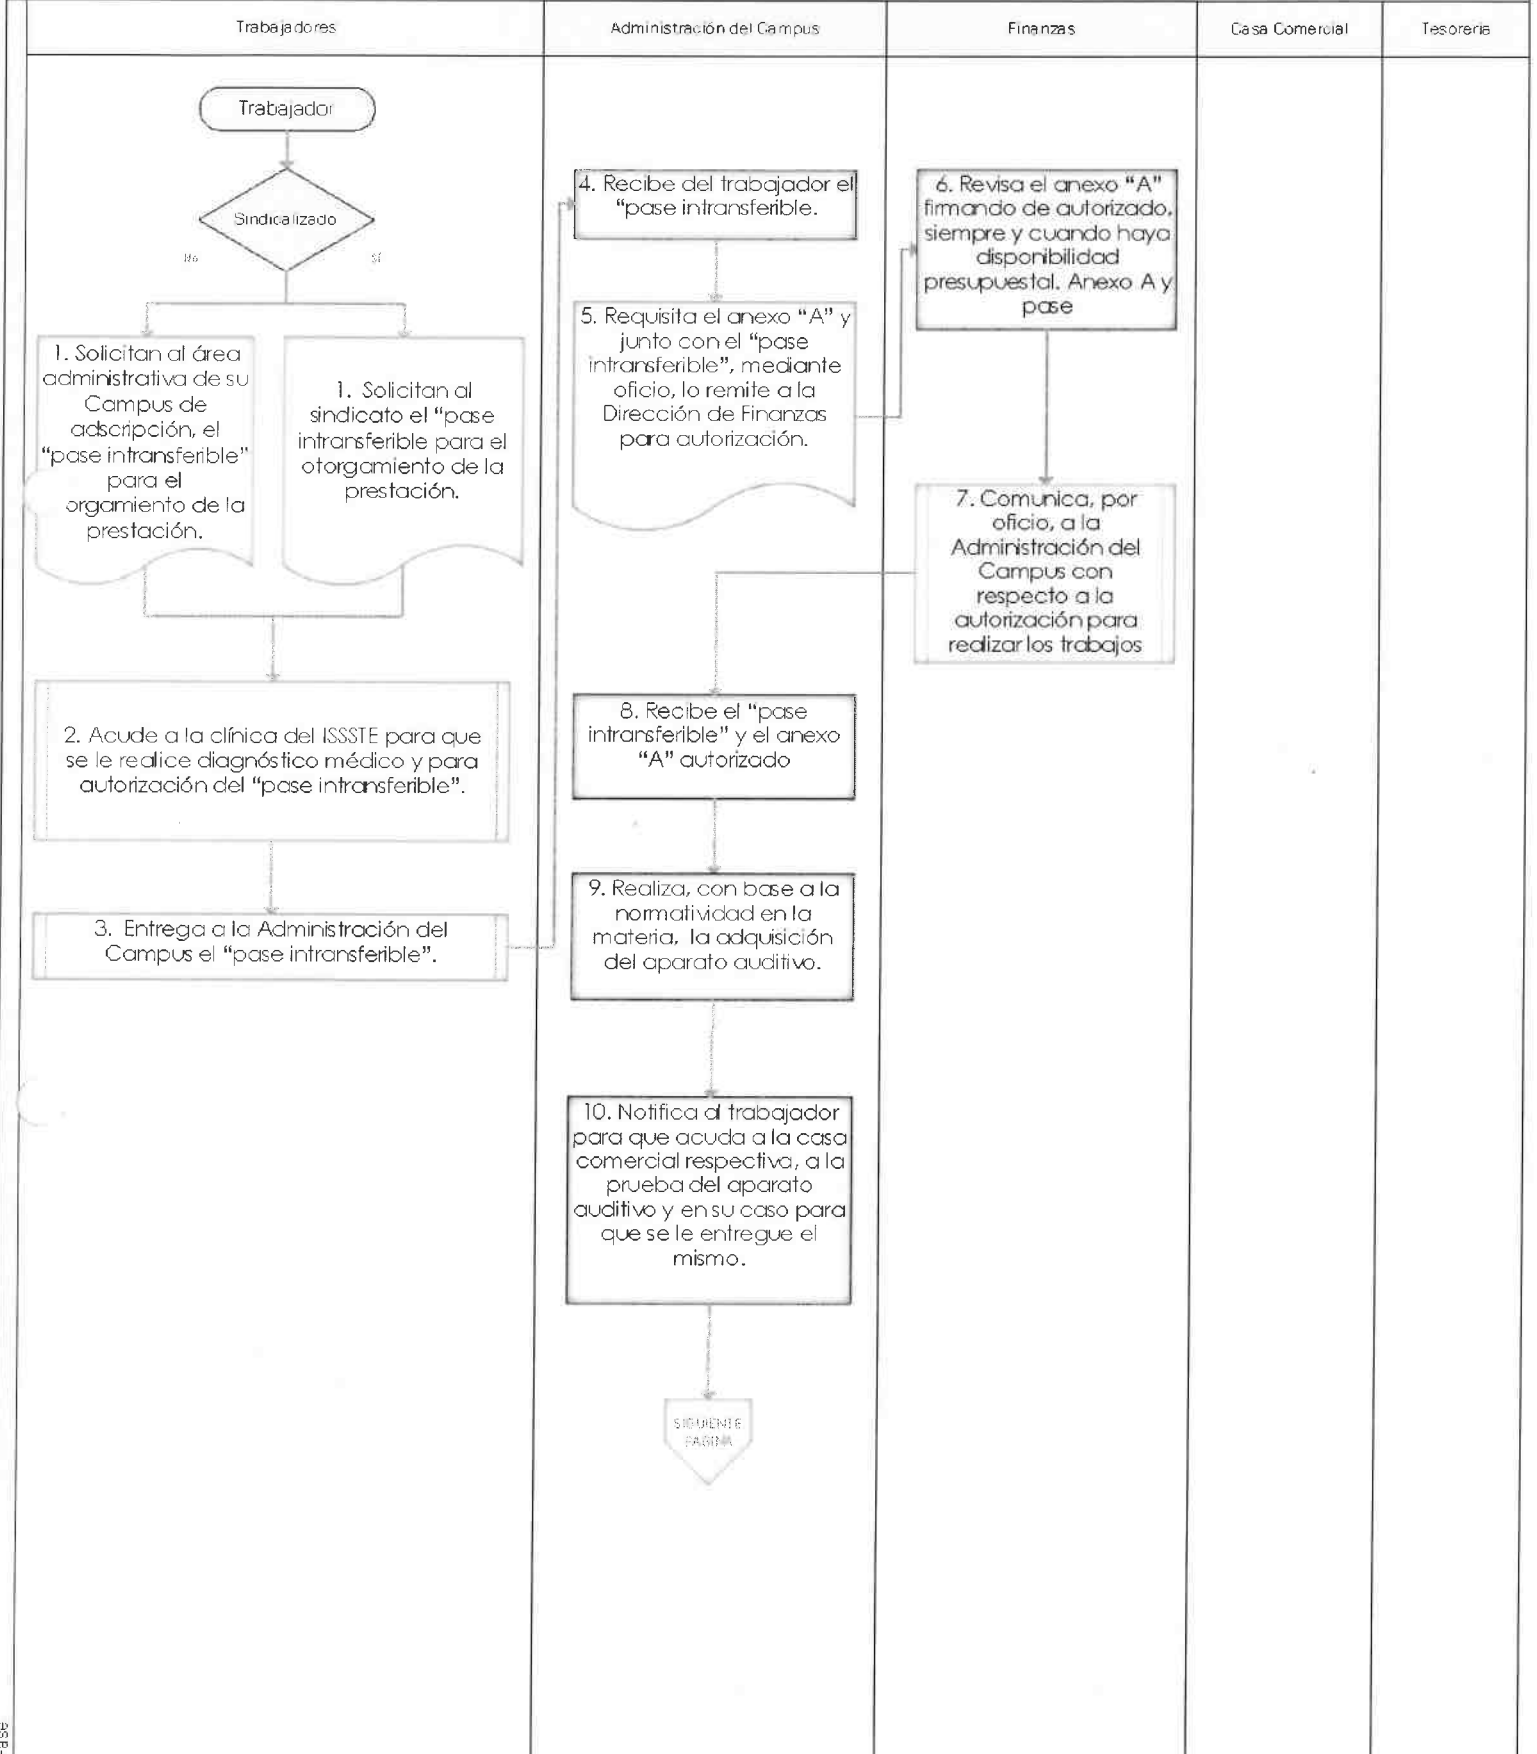 Trabajadores
Administración del Campus
Finanzas
Casa Comercial
Tesoreria
Trabajador
Sindicalizado
No
Sí
1. Solicitan al área
administrativa de su
Campus de
adscripción, el
“pase intransferible”
para el
orgamiento de la
prestación.
1. Solicitan al
sindicato el “pase
intransferible para el
otorgamiento de la
prestación.
2. Acude a la clínica del ISSSTE para que
se le realice diagnóstico médico y para
autorización del “pase intransferible”.
3. Entrega a la Administración del
Campus el “pase intransferible”.
4. Recibe del trabajador el
“pase intransferible.
5. Requisita el anexo “A” y
junto con el “pase
intransferible”, mediante
oficio, lo remite a la
Dirección de Finanzas
para autorización.
6. Revisa el anexo “A”
firmando de autorizado,
siempre y cuando haya
disponibilidad
presupuestal. Anexo A y
pase
7. Comunica, por
oficio, a la
Administración del
Campus con
respecto a la
autorización para
realizar los trabajos
8. Recibe el “pase
intransferible” y el anexo
“A” autorizado
9. Realiza, con base a la
normatividad en la
materia, la adquisición
del aparato auditivo.
10. Notifica al trabajador
para que acuda a la casa
comercial respectiva, a la
prueba del aparato
auditivo y en su caso para
que se le entregue el
mismo.
SIGUIENTE
PAGINA